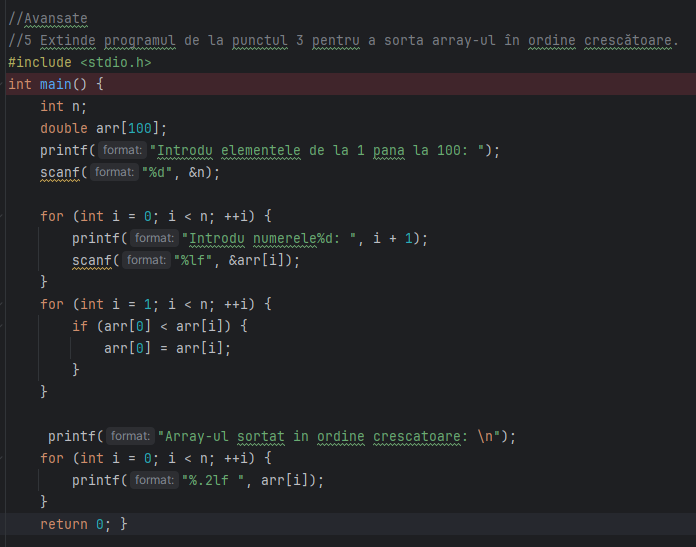 //Avansate
//5 Extinde programul de la punctul 3 pentru a sorta array-ul în ordine crescătoare.
#include <stdio.h>
int main() {
    int n;
    double arr[100];
    printf( format: "Introdu elementele de la 1 pana la 100: ");
    scanf( format: "%d", &n);

    for (int i = 0; i < n; ++i) {
        printf( format: "Introdu numerele%d: ", i + 1);
        scanf( format: "%lf", &arr[i]);
    }
    for (int i = 1; i < n; ++i) {
        if (arr[0] < arr[i]) {
            arr[0] = arr[i];
        }
    }

     printf( format: "Array-ul sortat in ordine crescatoare: \n");
    for (int i = 0; i < n; ++i) {
        printf( format: "%.2lf ", arr[i]);
    }
    return 0; }